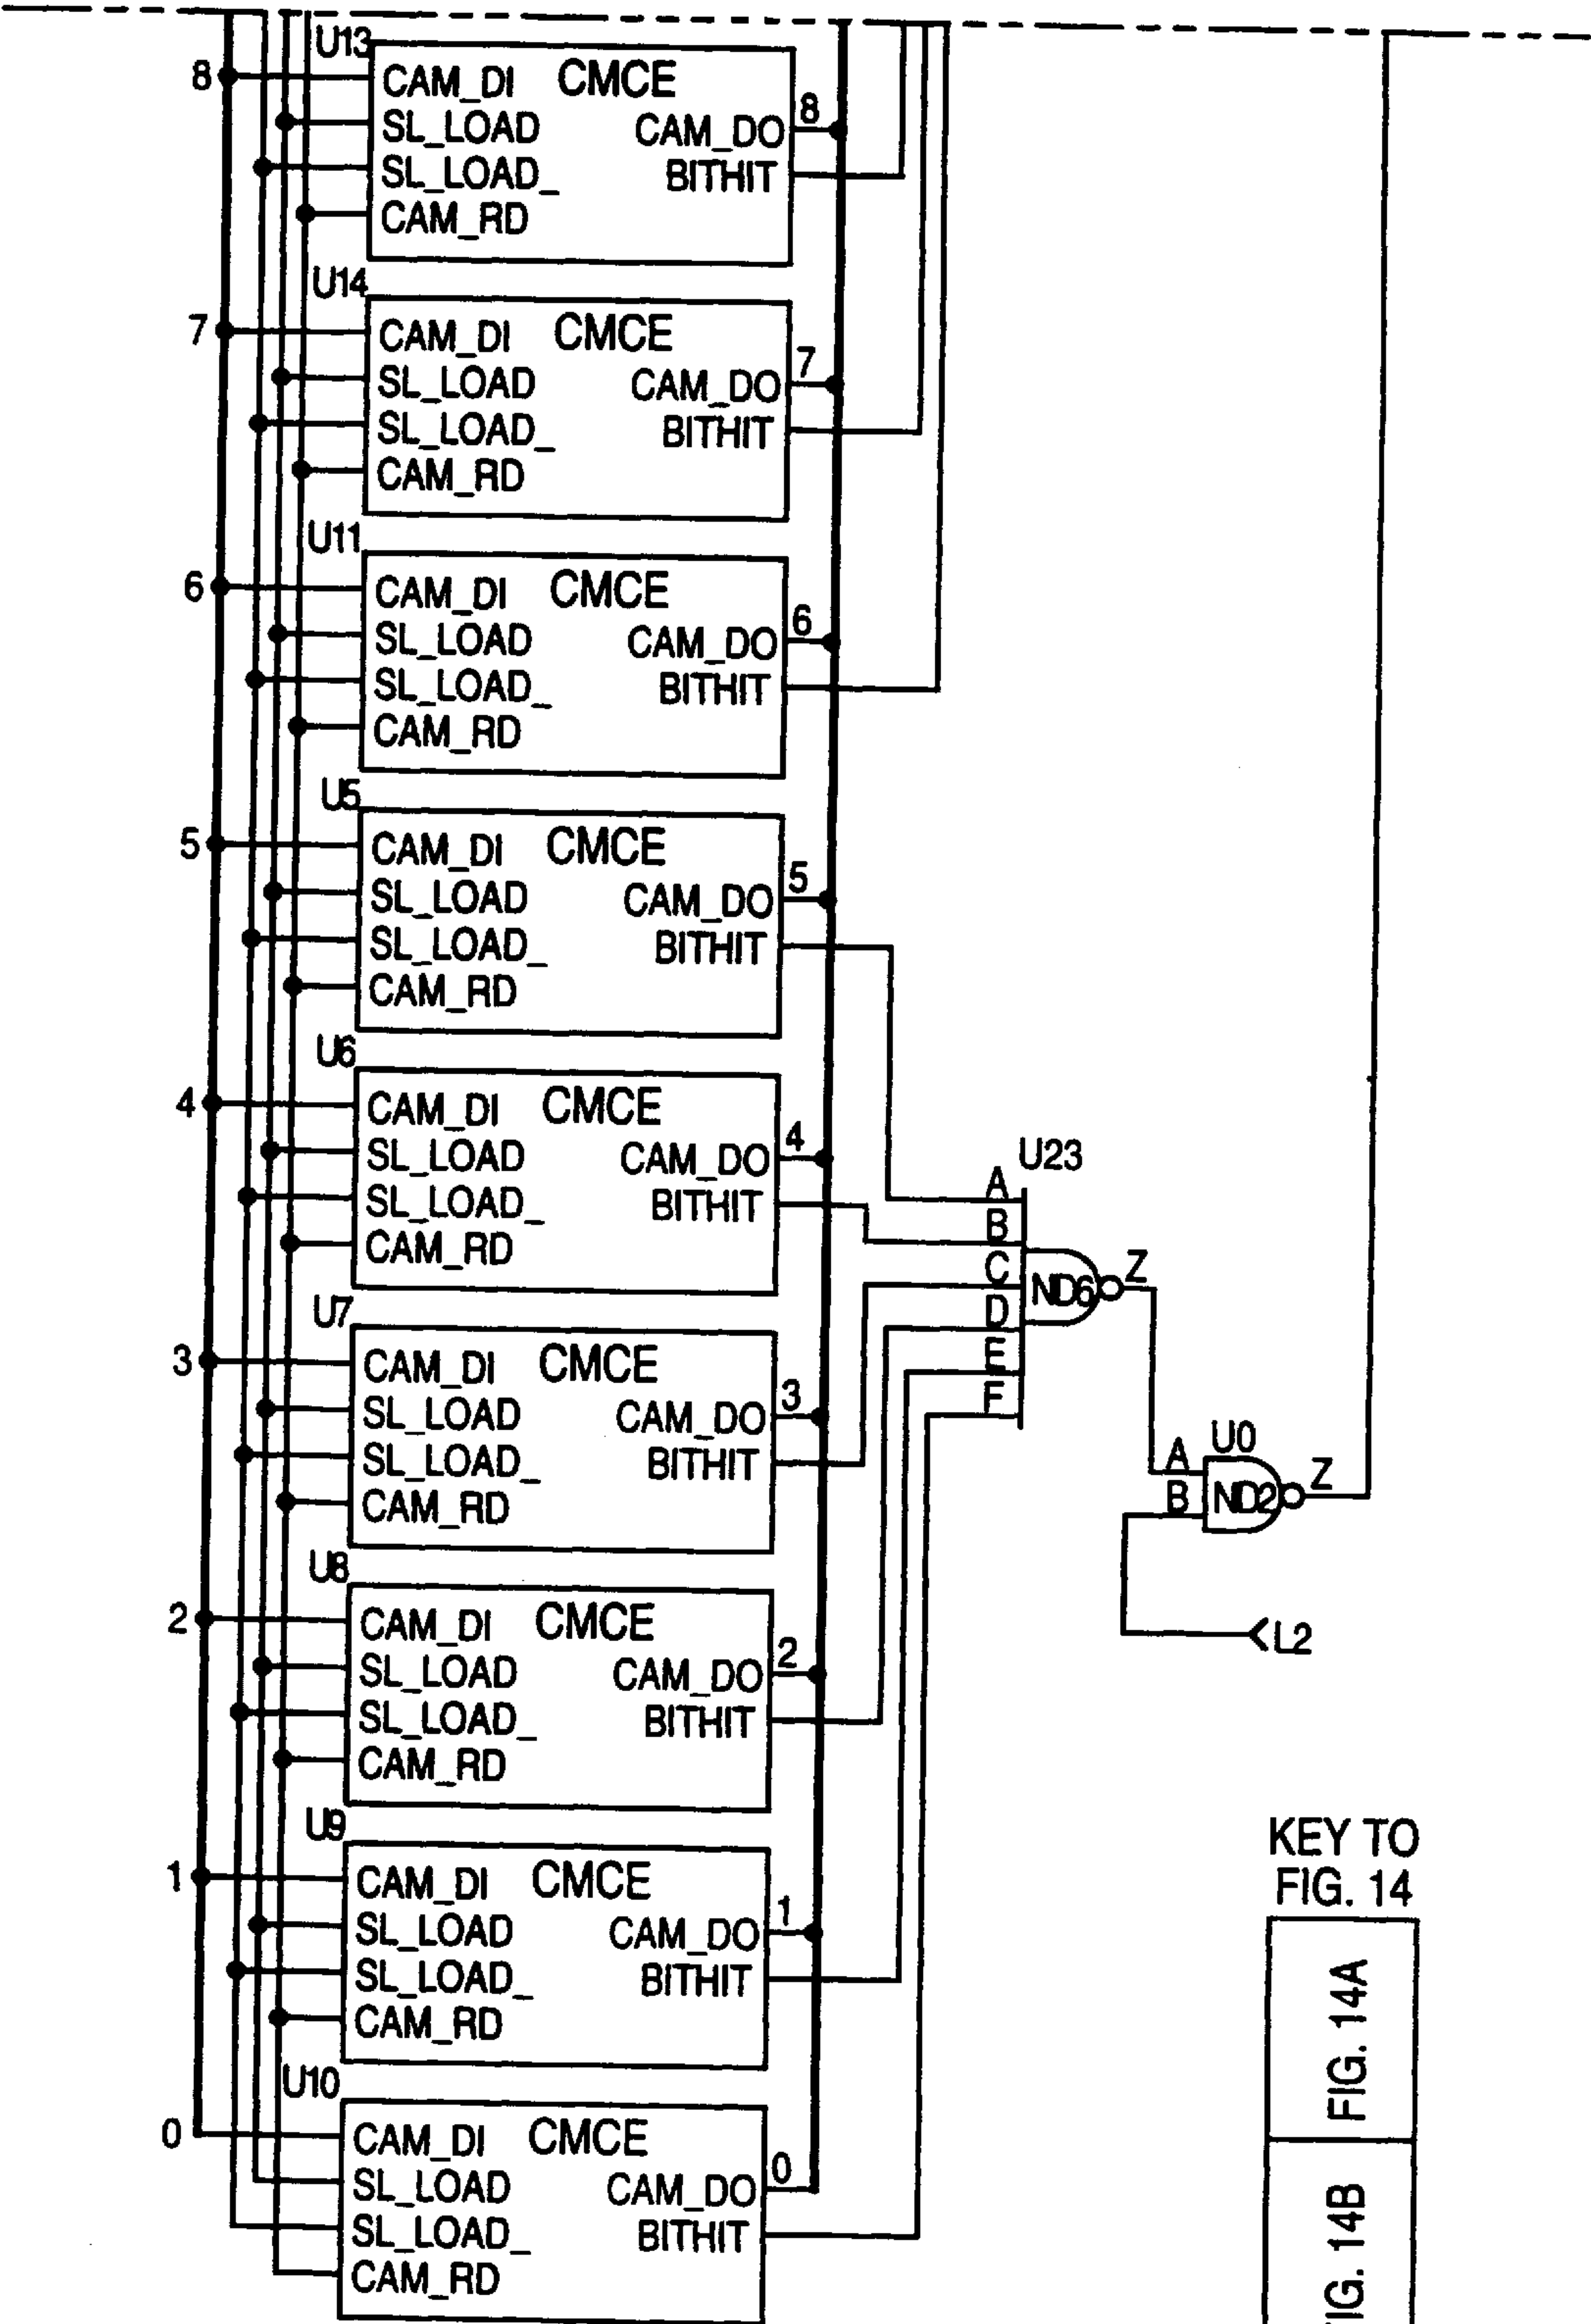 U13
8 CAM_DI CMCE
SL_LOAD CAM_DO 8
SL_LOAD_ BITHIT
CAM_RD
U14
7 CAM_DI CMCE
SL_LOAD CAM_DO 7
SL_LOAD_ BITHIT
CAM_RD
U11
6 CAM_DI CMCE
SL_LOAD CAM_DO 6
SL_LOAD_ BITHIT
CAM_RD
U5
5 CAM_DI CMCE
SL_LOAD CAM_DO 5
SL_LOAD_ BITHIT
CAM_RD
U6
4 CAM_DI CMCE
SL_LOAD CAM_DO 4
SL_LOAD_ BITHIT
CAM_RD
U23
A
B
C
D
E
F
ND6 Z
U7
3 CAM_DI CMCE
SL_LOAD CAM_DO 3
SL_LOAD_ BITHIT
CAM_RD
U0
A
B
ND2 Z
L2
U8
2 CAM_DI CMCE
SL_LOAD CAM_DO 2
SL_LOAD_ BITHIT
CAM_RD
U9
1 CAM_DI CMCE
SL_LOAD CAM_DO 1
SL_LOAD_ BITHIT
CAM_RD
U10
0 CAM_DI CMCE
SL_LOAD CAM_DO 0
SL_LOAD_ BITHIT
CAM_RD
KEY TO
FIG. 14
FIG. 14A
FIG. 14B